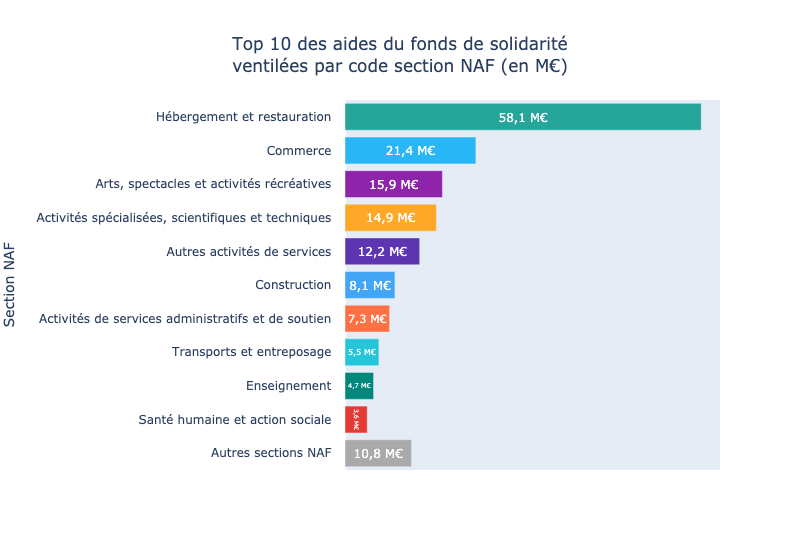 Top 10 des aides du fonds de solidarité
ventilées par code section NAF (en M€)
Section NAF
Hébergement et restauration 58,1 M€
Commerce 21,4 M€
Arts, spectacles et activités récréatives 15,9 M€
Activités spécialisées, scientifiques et techniques 14,9 M€
Autres activités de services 12,2 M€
Construction 8,1 M€
Activités de services administratifs et de soutien 7,3 M€
Transports et entreposage 5,5 M€
Enseignement 4,7 M€
Santé humaine et action sociale 3,6 M€
Autres sections NAF 10,8 M€